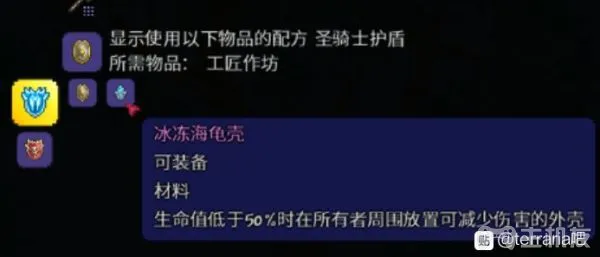 显示使用以下物品的配方 圣骑士护盾
所需物品： 工匠作坊
冰冻海龟壳
可装备
材料
生命值低于50%时在所有者周围放置可减少伤害的外壳
贴 @terraria吧